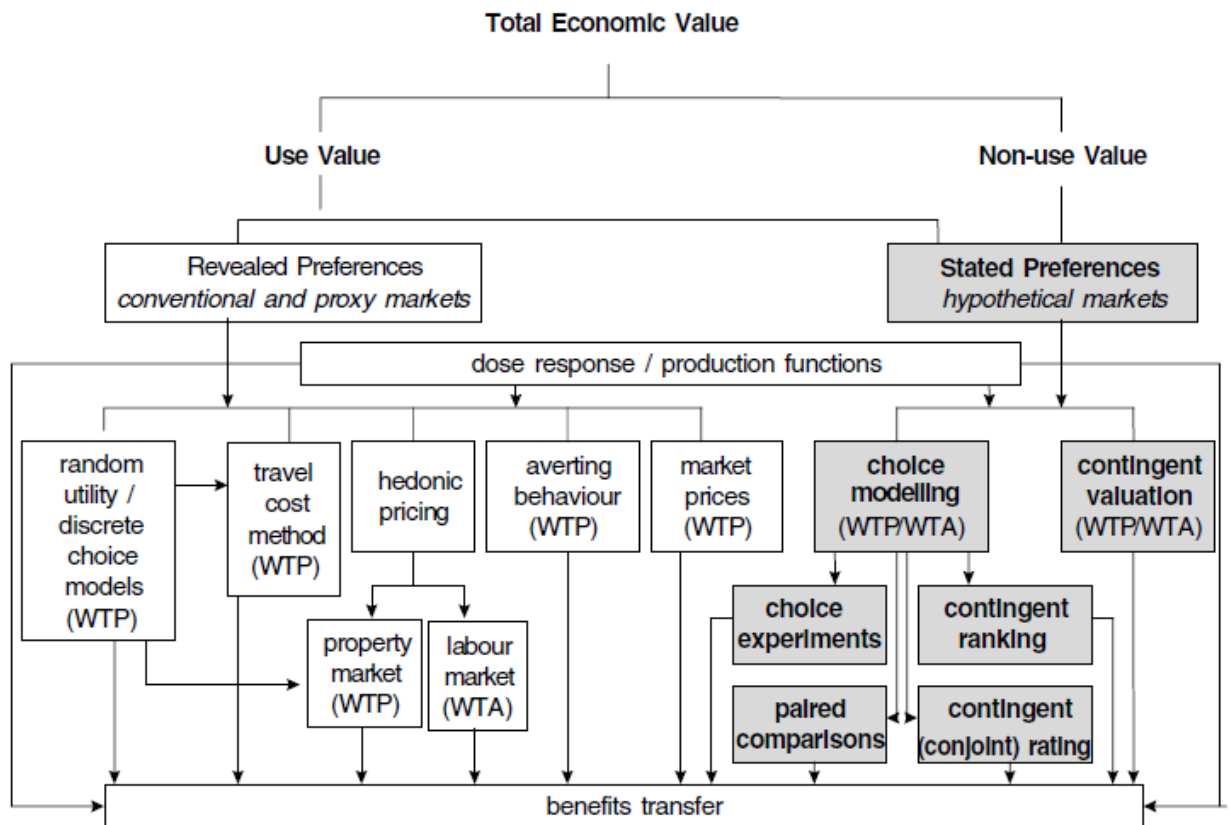 Total Economic Value
Use Value
Non-use Value
Revealed Preferences
conventional and proxy markets
Stated Preferences
hypothetical markets
dose response / production functions
random
utility /
discrete
choice
models
(WTP)
travel
cost
method
(WTP)
hedonic
pricing
averting
behaviour
(WTP)
market
prices
(WTP)
choice
modelling
(WTP/WTA)
contingent
valuation
(WTP/WTA)
property
market
(WTP)
labour
market
(WTA)
choice
experiments
contingent
ranking
paired
comparisons
contingent
(conjoint) rating
benefits transfer